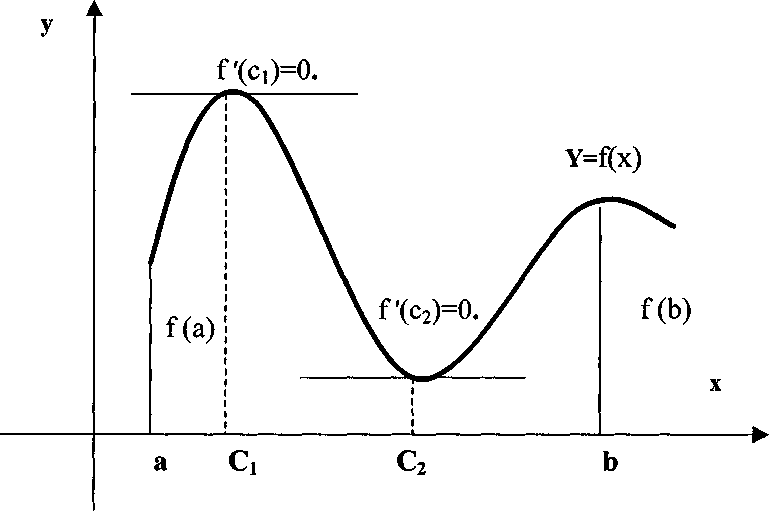 y
f '(c₁)=0.
Y=f(x)
f '(c₂)=0.
f (a)
f (b)
x
a
C₁
C₂
b